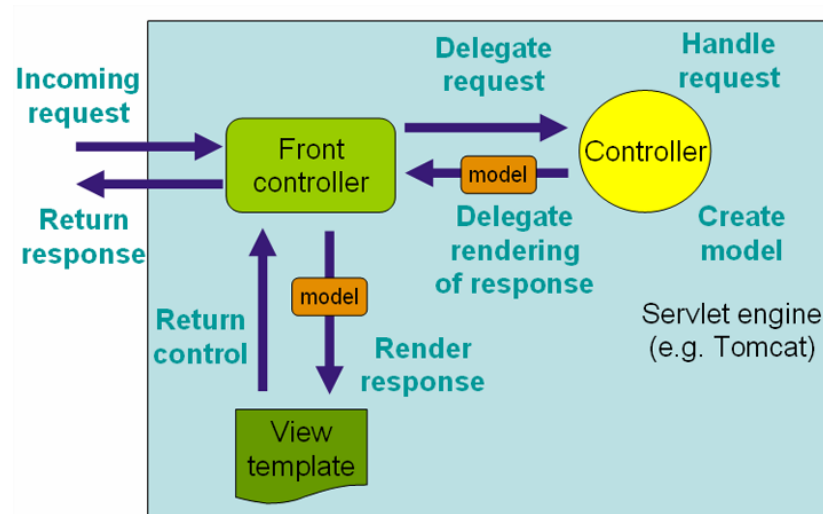 Incoming
request
Return
response
Front
controller
Delegate
request
Handle
request
Controller
model
Delegate
rendering
of response
Create
model
Servlet engine
(e.g. Tomcat)
model
Return
control
Render
response
View
template